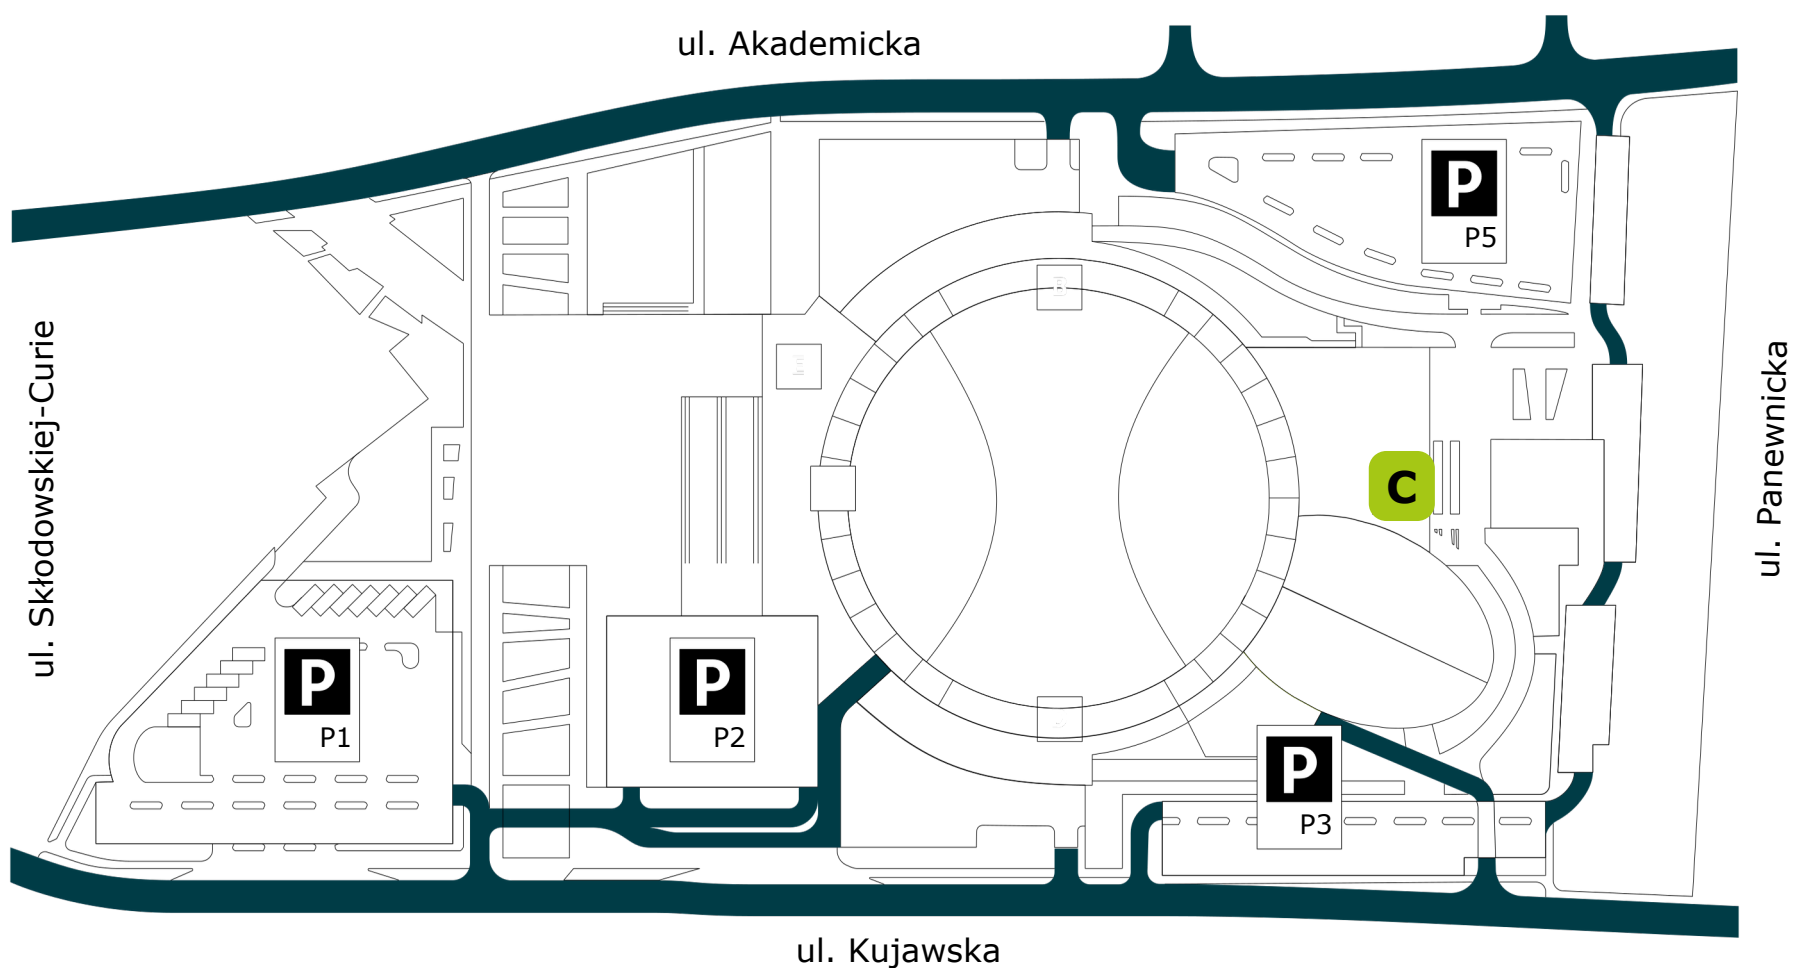 ul. Akademicka
P
P5
ul. Skłodowskiej-Curie
ul. Panewnicka
C
P
P1
P
P2
P
P3
ul. Kujawska